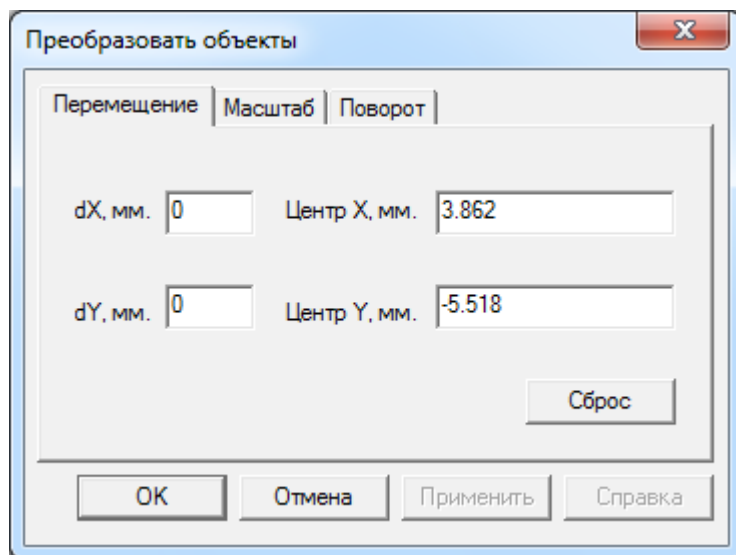 Преобразовать объекты
Перемещение Масштаб Поворот
dX, мм. 0 Центр X, мм. 3.862
dY, мм. 0 Центр Y, мм. -5.518
Сброс
OK Отмена Применить Справка